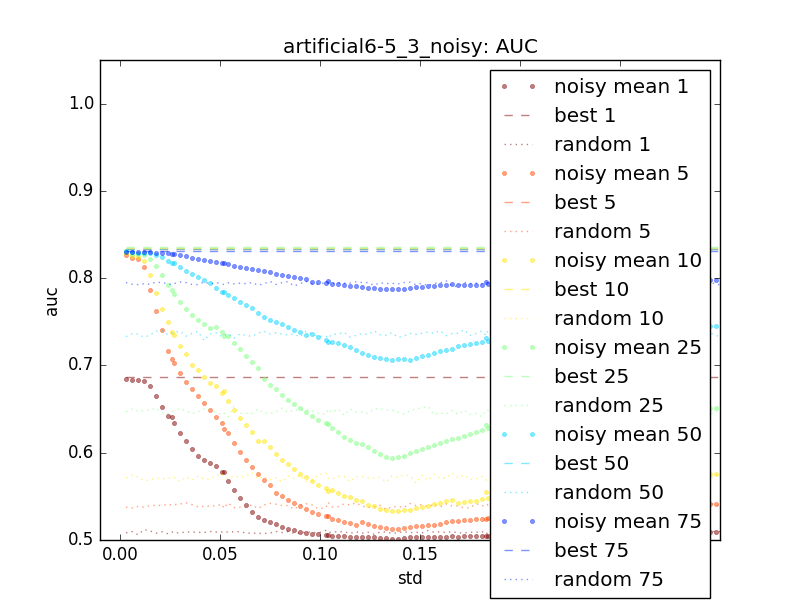 artificial6-5_3_noisy: AUC
1.0
0.9
0.8
0.7
0.6
0.5
auc
0.00
0.05
0.10
0.15
std
noisy mean 1
best 1
random 1
noisy mean 5
best 5
random 5
noisy mean 10
best 10
random 10
noisy mean 25
best 25
random 25
noisy mean 50
best 50
random 50
noisy mean 75
best 75
random 75